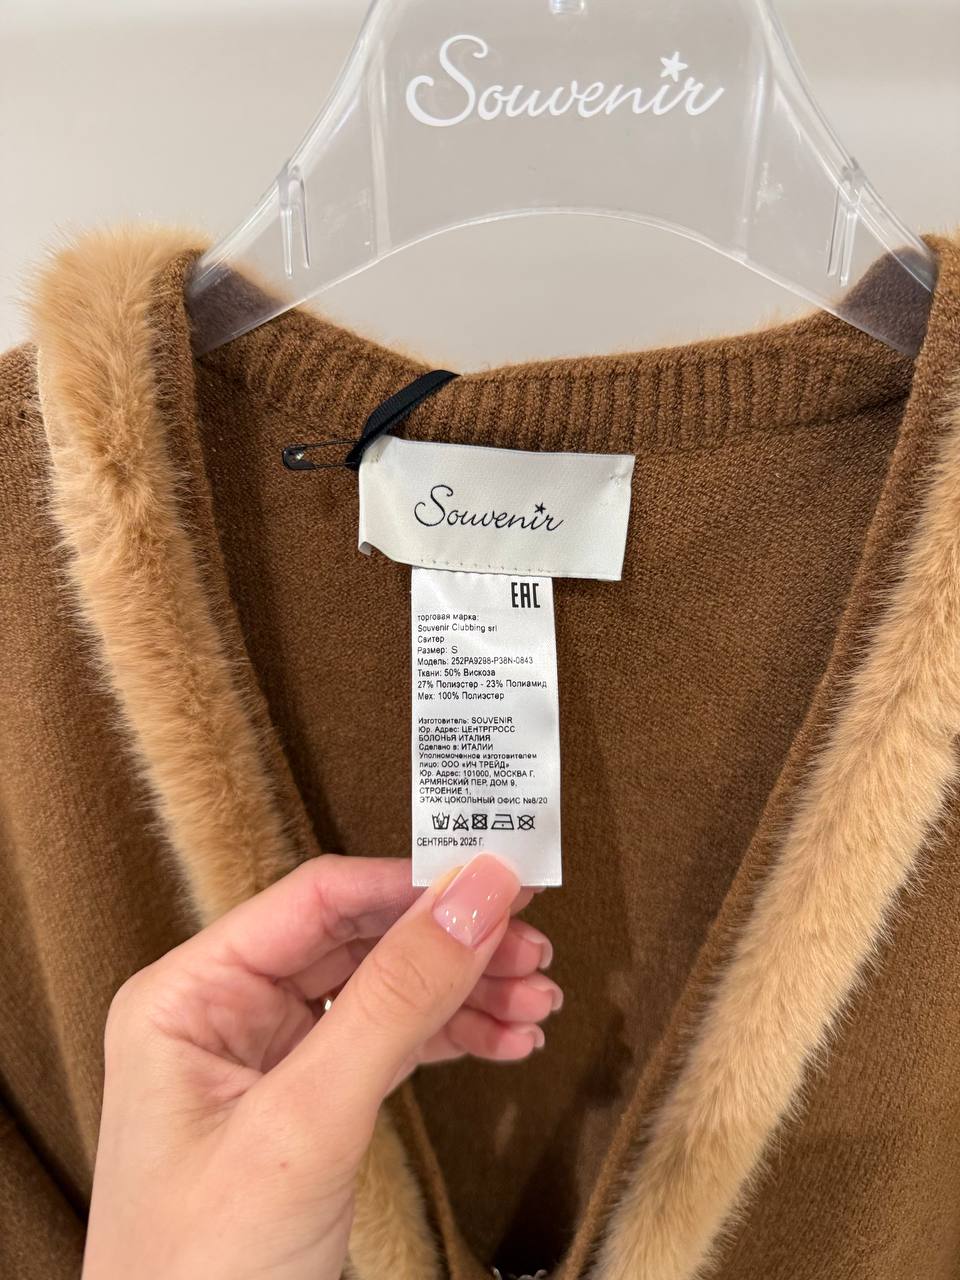 Souvenir
Souvenir
EAC
торговая марка:
Souvenir Clubbing srl
Свитер
Размер: S
Модель: 252PA9298-P38N-0843
Ткани: 50% Вискоза
27% Полиэстер - 23% Полиамид
Мех: 100% Полиэстер
Изготовитель: SOUVENIR
Юр. Адрес: ЦЕНТРГРОСС
БОЛОНЬЯ ИТАЛИЯ
Сделано в: ИТАЛИИ
Уполномоченное изготовителем
лицо: ООО «ИЧ ТРЕЙД»
Юр. Адрес: 101000, МОСКВА Г.
АРМЯНСКИЙ ПЕР, ДОМ 9,
СТРОЕНИЕ 1,
ЭТАЖ ЦОКОЛЬНЫЙ ОФИС №8/20
СЕНТЯБРЬ 2025 Г.